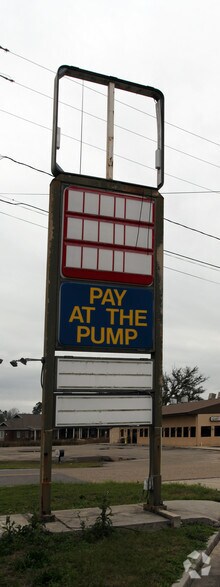 PAY
AT THE
PUMP